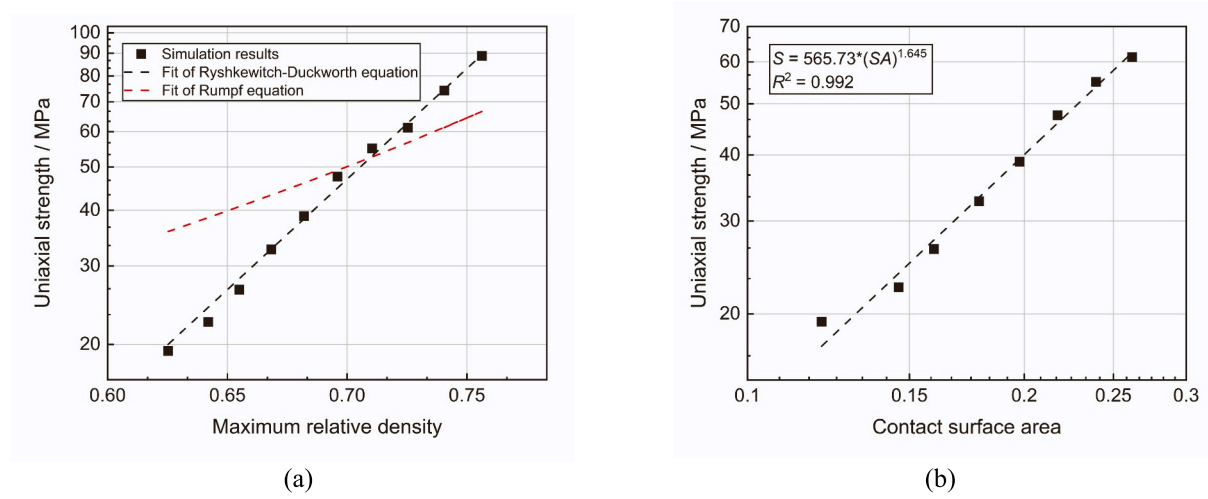 100
90
80
70
60
50
40
30
20
0.60
0.65
0.70
0.75
Uniaxial strength / MPa
Maximum relative density
Simulation results
Fit of Ryshkewitch-Duckworth equation
Fit of Rumpf equation
(a)
70
60
50
40
30
20
0.1
0.15
0.2
0.25
0.3
Uniaxial strength / MPa
Contact surface area
S = 565.73*(SA)^1.645
R² = 0.992
(b)